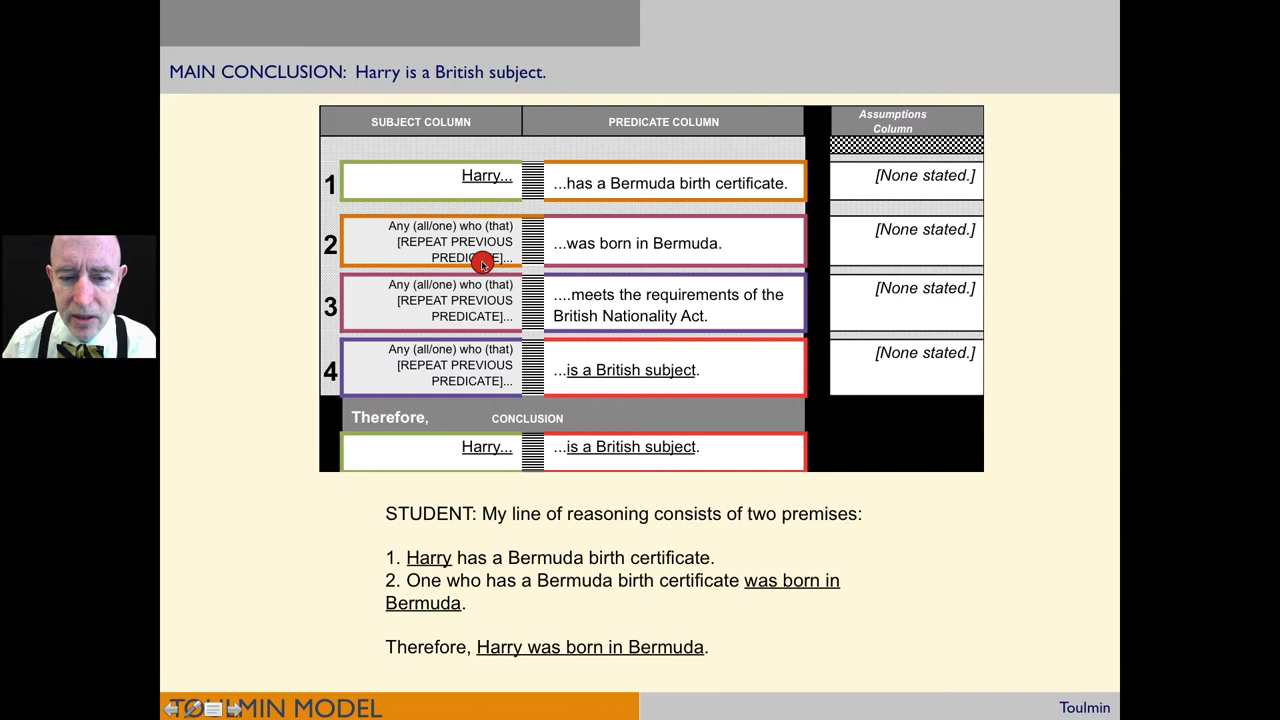 MAIN CONCLUSION: Harry is a British subject.
SUBJECT COLUMN
PREDICATE COLUMN
Assumptions
Column
1
Harry...
...has a Bermuda birth certificate.
[None stated.]
2
Any (all/one) who (that)
[REPEAT PREVIOUS
PREDICATE]...
...was born in Bermuda.
[None stated.]
3
Any (all/one) who (that)
[REPEAT PREVIOUS
PREDICATE]...
....meets the requirements of the
British Nationality Act.
[None stated.]
4
Any (all/one) who (that)
[REPEAT PREVIOUS
PREDICATE]...
...is a British subject.
[None stated.]
Therefore,
CONCLUSION
Harry...
...is a British subject.
STUDENT: My line of reasoning consists of two premises:
1. Harry has a Bermuda birth certificate.
2. One who has a Bermuda birth certificate was born in
Bermuda.
Therefore, Harry was born in Bermuda.
TOULMIN MODEL
Toulmin